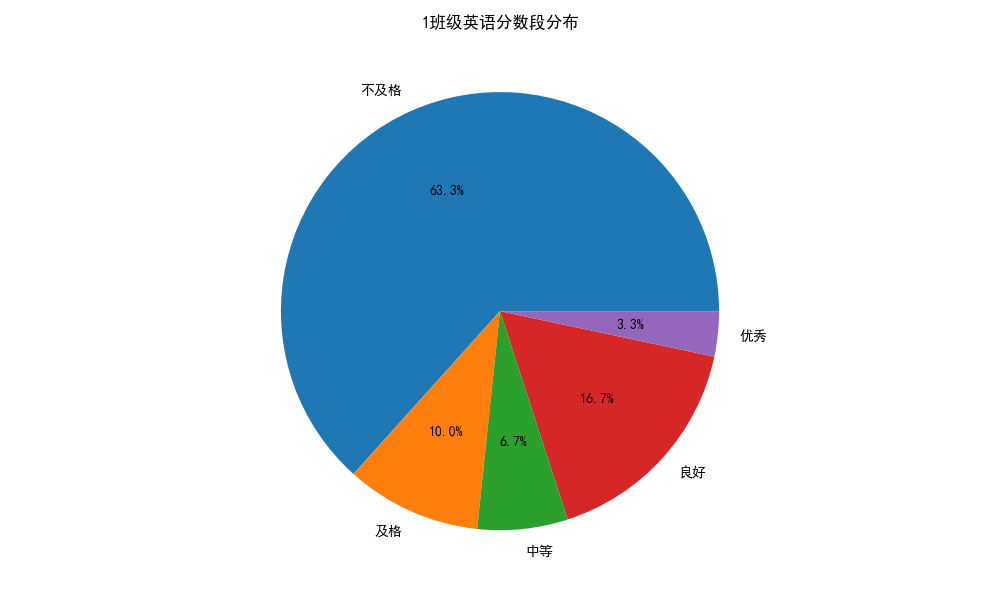 1班级英语分数段分布
不及格
63.3%
3.3%
优秀
16.7%
10.0%
6.7%
良好
及格
中等